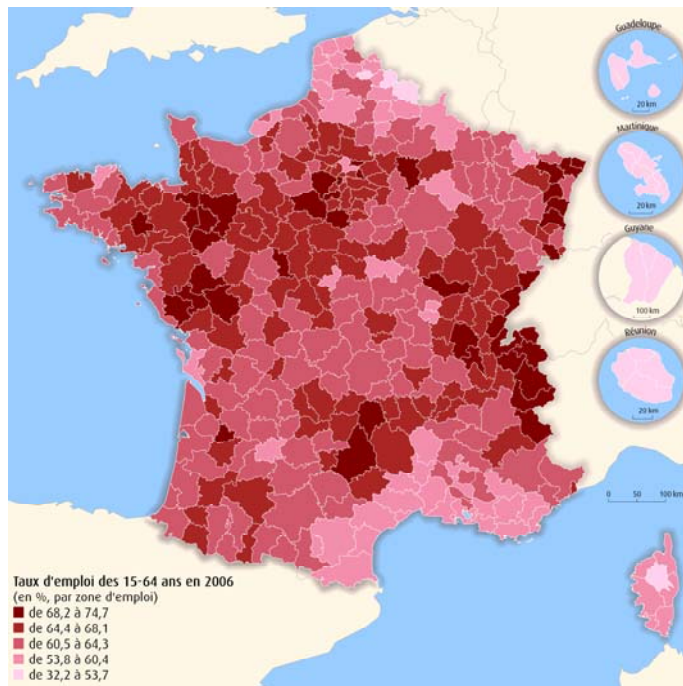 Guadeloupe
20 km
Martinique
20 km
Guyane
100 km
Réunion
20 km
0 50 100 km
Taux d'emploi des 15-64 ans en 2006
(en %, par zone d'emploi)
de 68,2 à 74,7
de 64,4 à 68,1
de 60,5 à 64,3
de 53,8 à 60,4
de 32,2 à 53,7